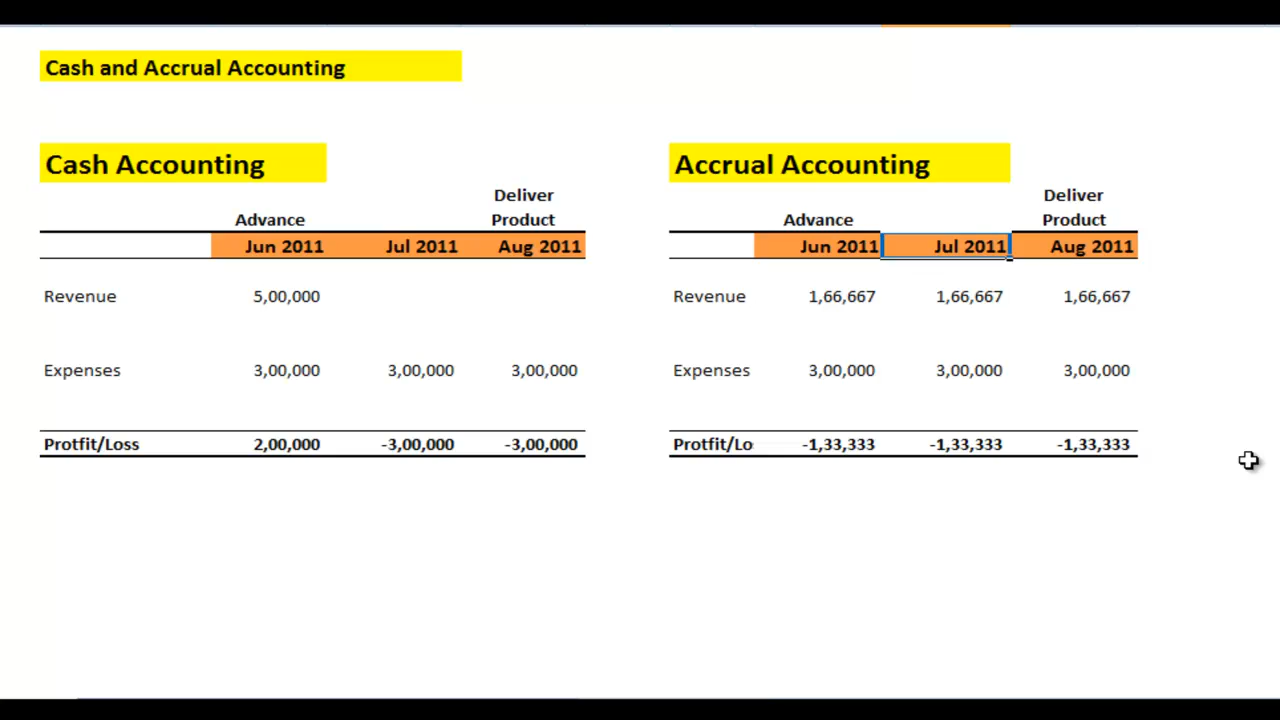 Cash and Accrual Accounting
Cash Accounting
Deliver
Advance Product
Jun 2011 Jul 2011 Aug 2011
Revenue 5,00,000
Expenses 3,00,000 3,00,000 3,00,000
Protfit/Loss 2,00,000 -3,00,000 -3,00,000
Accrual Accounting
Deliver
Advance Product
Jun 2011 Jul 2011 Aug 2011
Revenue 1,66,667 1,66,667 1,66,667
Expenses 3,00,000 3,00,000 3,00,000
Protfit/Lo -1,33,333 -1,33,333 -1,33,333